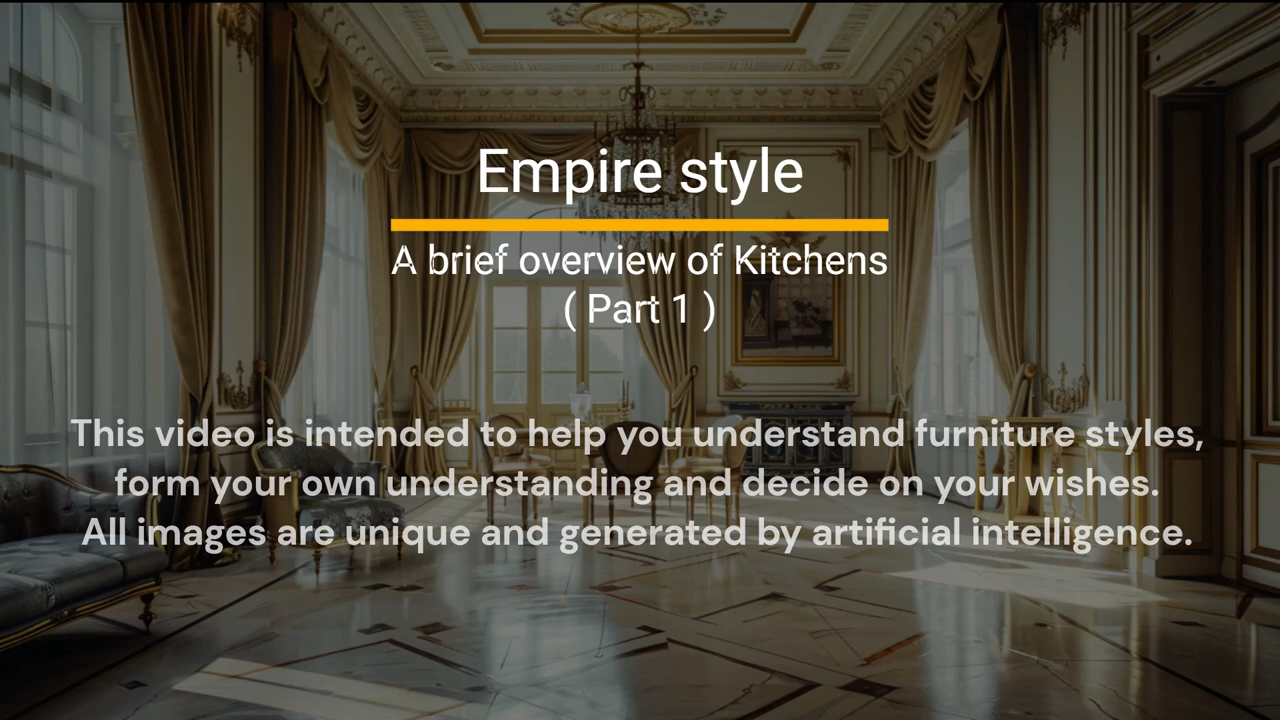 Empire style
A brief overview of Kitchens
( Part 1 )
This video is intended to help you understand furniture styles,
form your own understanding and decide on your wishes.
All images are unique and generated by artificial intelligence.